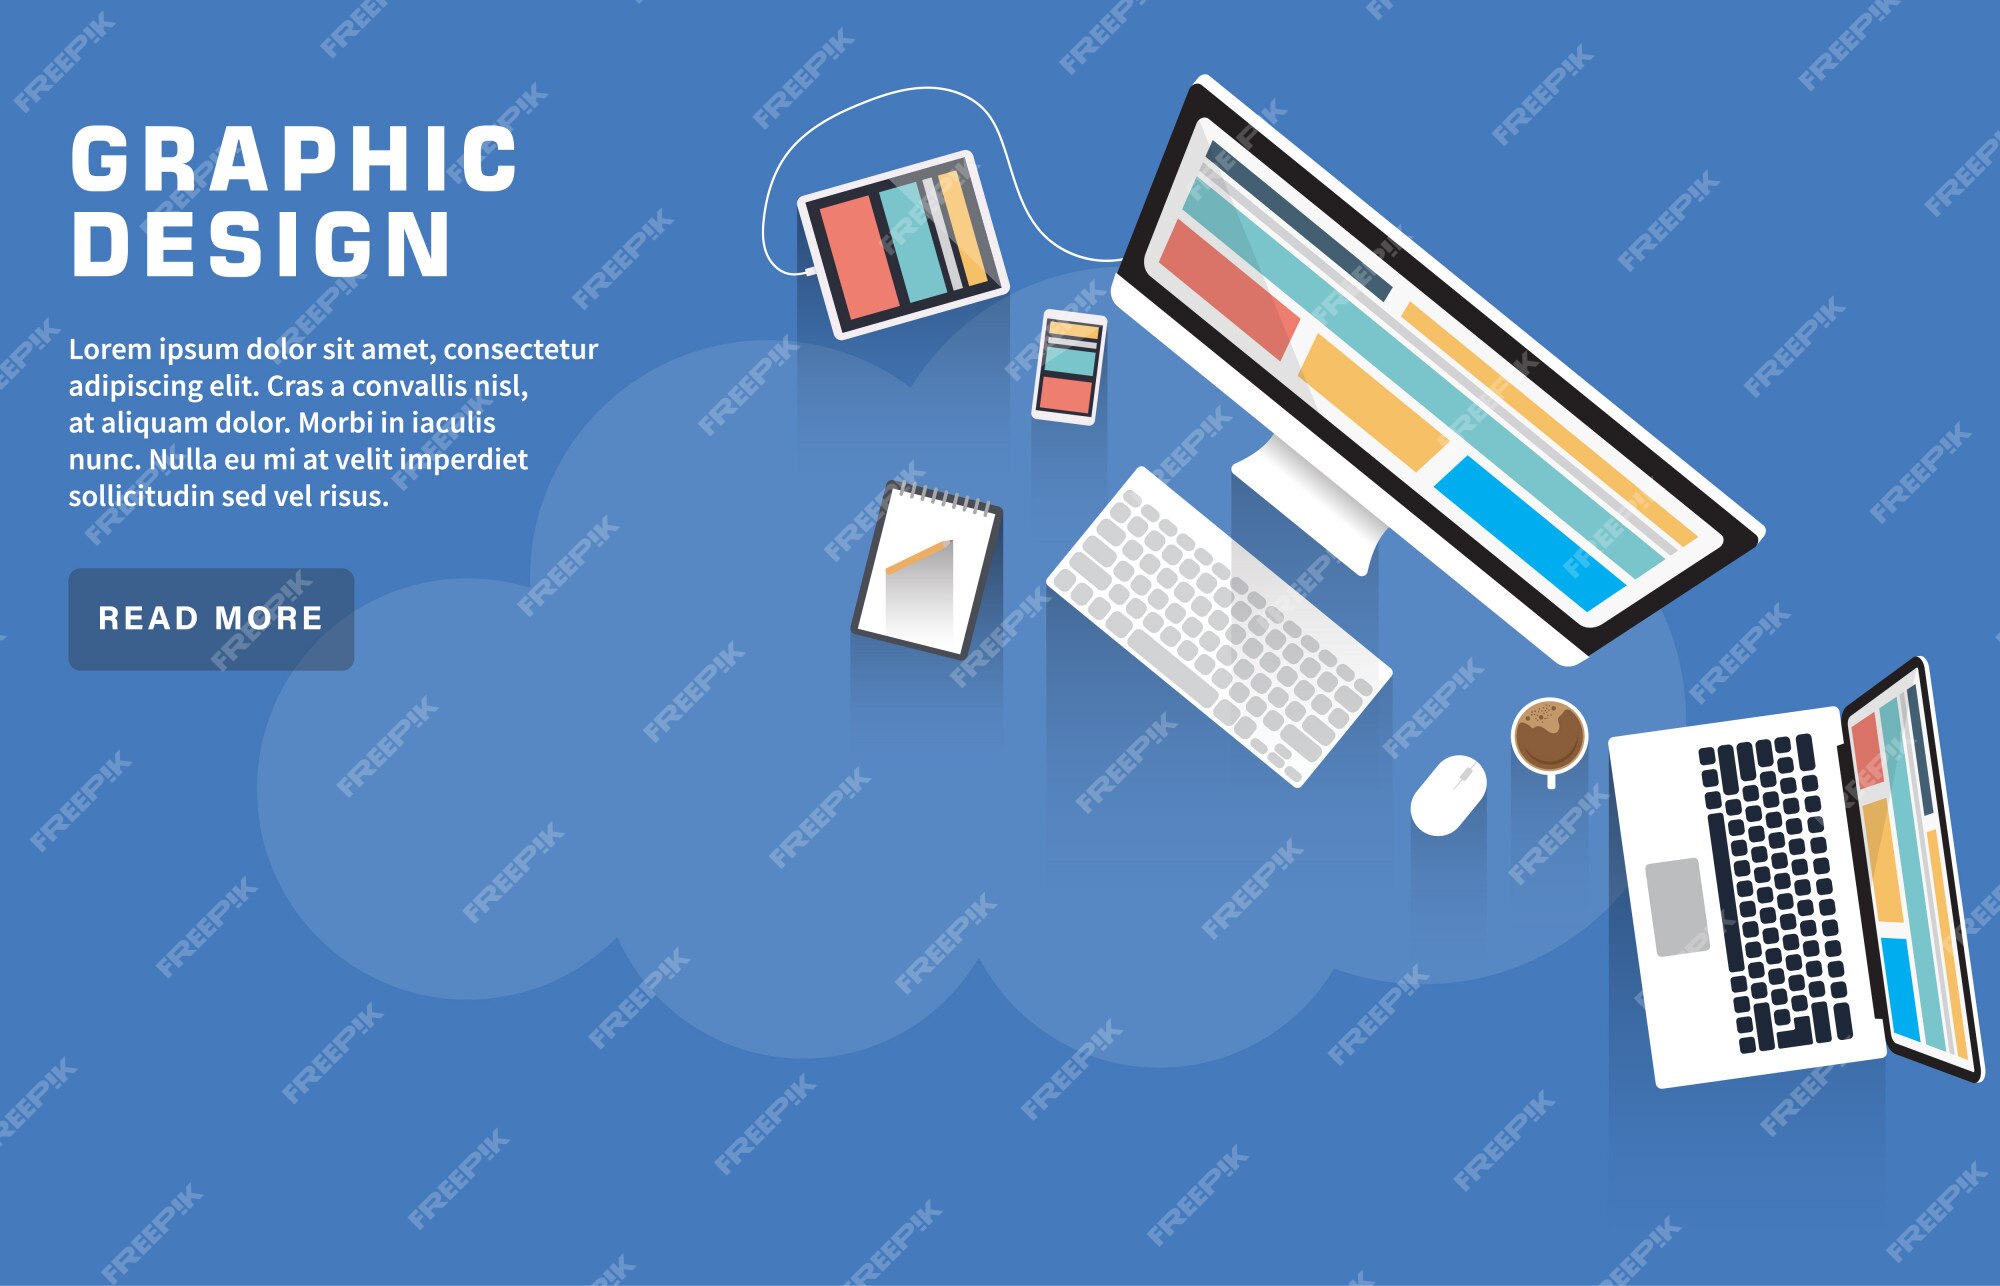 GRAPHIC
DESIGN
Lorem ipsum dolor sit amet, consectetur
adipiscing elit. Cras a convallis nisl,
at aliquam dolor. Morbi in iaculis
nunc. Nulla eu mi at velit imperdiet
sollicitudin sed vel risus.
READ MORE
FREEPIK